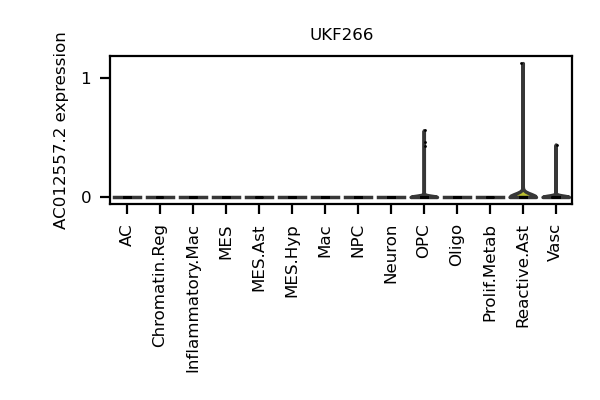 UKF266
AC012557.2 expression
1
0
AC
Chromatin.Reg
Inflammatory.Mac
MES
MES.Ast
MES.Hyp
Mac
NPC
Neuron
OPC
Oligo
Prolif.Metab
Reactive.Ast
Vasc